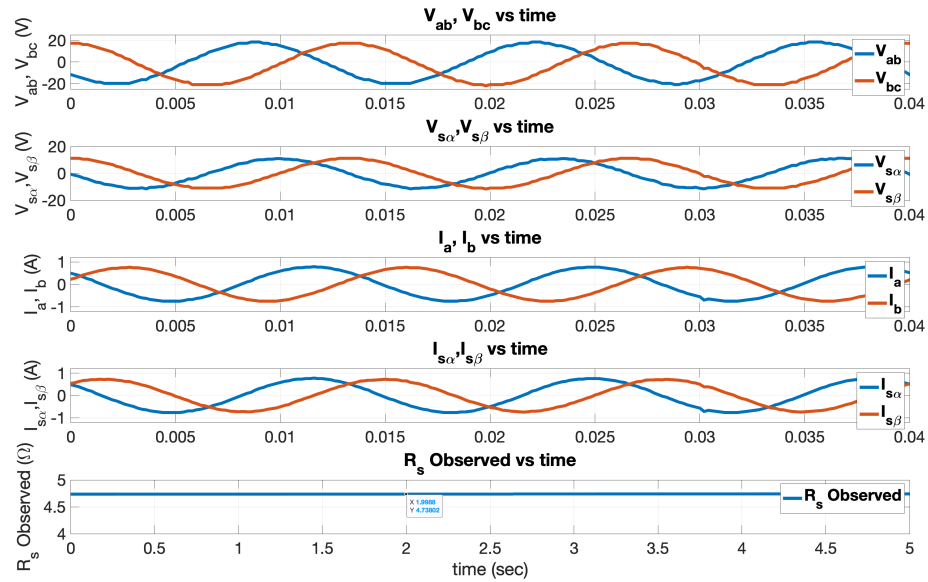 V_ab, V_bc vs time
V_ab, V_bc (V)
20
0
-20
0 0.005 0.01 0.015 0.02 0.025 0.03 0.035 0.04
V_ab
V_bc
V_sα,V_sβ vs time
V_sα,V_sβ (V)
20
0
-20
0 0.005 0.01 0.015 0.02 0.025 0.03 0.035 0.04
V_sα
V_sβ
I_a, I_b vs time
I_a, I_b (A)
1
0
-1
0 0.005 0.01 0.015 0.02 0.025 0.03 0.035 0.04
I_a
I_b
I_sα,I_sβ vs time
I_sα,I_sβ (A)
1
0
-1
0 0.005 0.01 0.015 0.02 0.025 0.03 0.035 0.04
I_sα
I_sβ
R_s Observed vs time
R_s Observed (Ω)
5
4.5
4
R_s Observed
X 1.9988
Y 4.73802
0 0.5 1 1.5 2 2.5 3 3.5 4 4.5 5
time (sec)